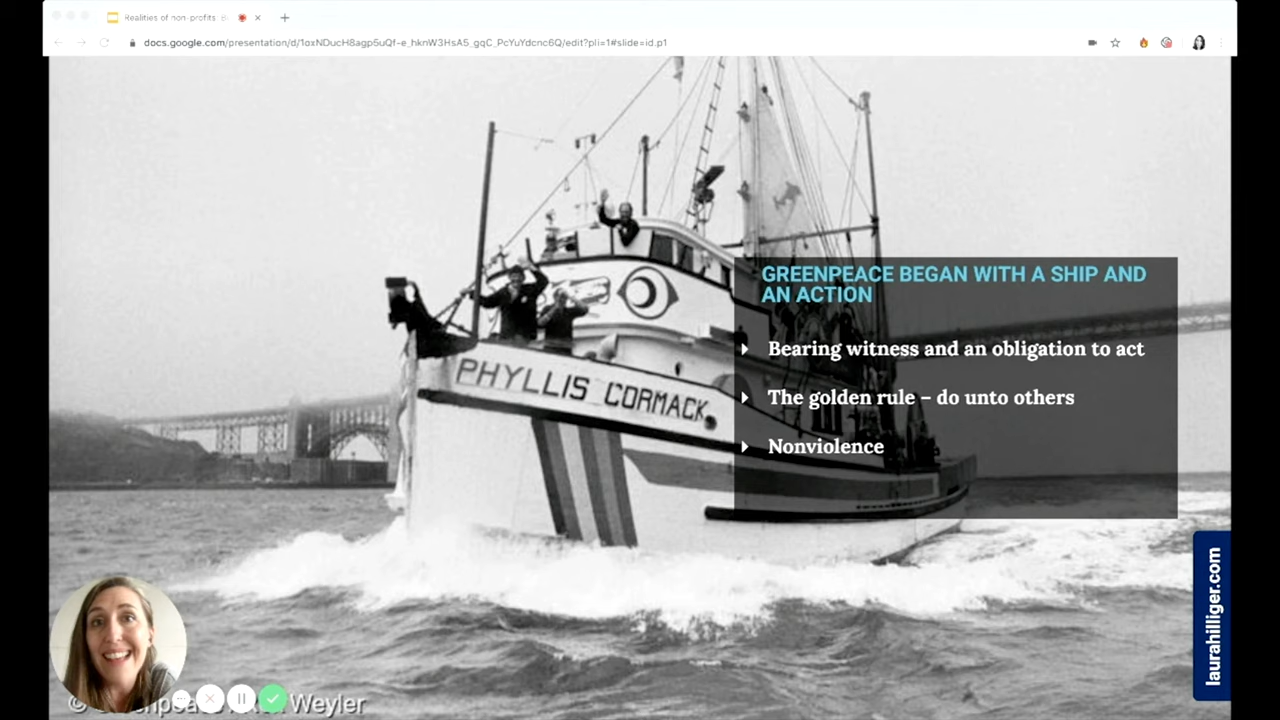 Realities of non-profits
docs.google.com/presentation/d/1oxNDucH8agp5uQf-e_hknW3HsA5_gqC_PcYuYdcnc6Q/edit?pli=1#slide=id.p1
PHYLLIS CORMACK
GREENPEACE BEGAN WITH A SHIP AND
AN ACTION
Bearing witness and an obligation to act
The golden rule – do unto others
Nonviolence
laurahilliger.com
© Weyler